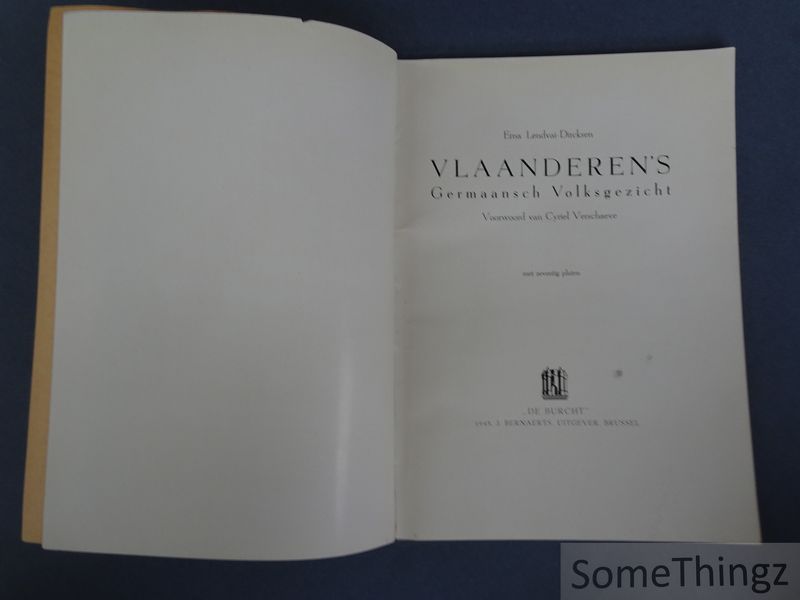 Erna Lendvai-Dircksen
VLAANDEREN'S
Germaansch Volksgezicht
Voorwoord van Cyriel Verschaeve
met zeventig platen
„DE BURCHT"
1943, J. BERNAERTS, UITGEVER, BRUSSEL
SomeThingz